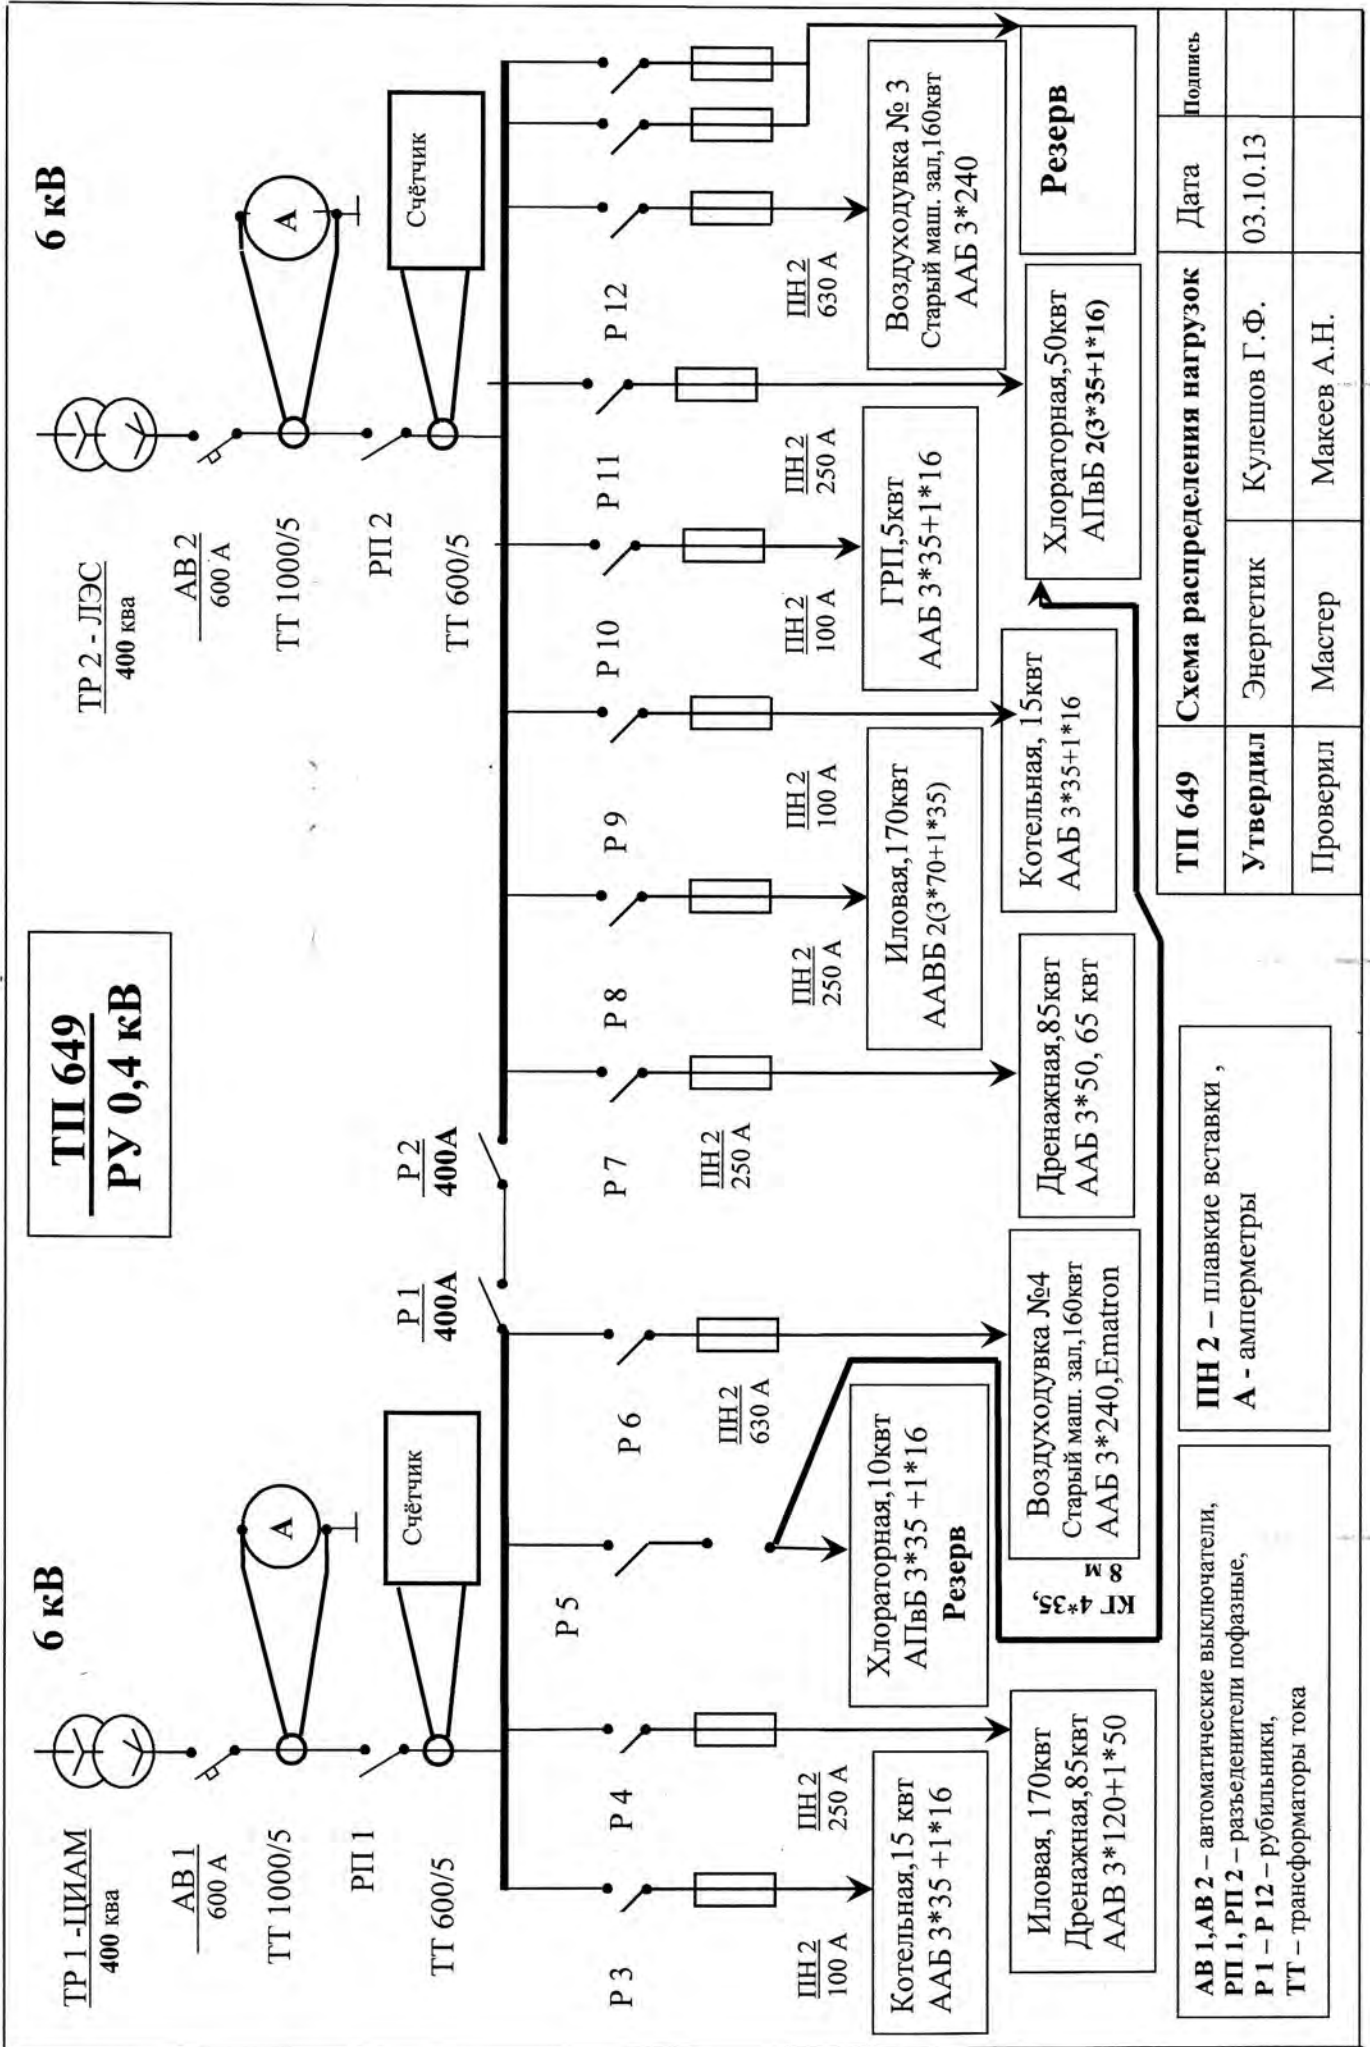 ТП 649
РУ 0,4 кВ
6 кВ
6 кВ
ТР 1 -ЦИАМ
400 ква
ТР 2 - ЛЭС
400 ква
АВ 1
600 А
АВ 2
600 А
А
А
ТТ 1000/5
ТТ 1000/5
РП 1
РП 2
Счётчик
Счётчик
ТТ 600/5
ТТ 600/5
Р 1
400А
Р 2
400А
Р 3
Р 4
Р 5
Р 6
Р 7
Р 8
Р 9
Р 10
Р 11
Р 12
ПН 2
100 А
ПН 2
250 А
ПН 2
630 А
ПН 2
250 А
ПН 2
250 А
ПН 2
100 А
ПН 2
100 А
ПН 2
250 А
ПН 2
630 А
Котельная,15 квт
ААБ 3*35 +1*16
Хлораторная,10квт
АПвБ 3*35 +1*16
Резерв
Иловая,170квт
ААВБ 2(3*70+1*35)
ГРП,5квт
ААБ 3*35+1*16
Воздуходувка № 3
Старый маш. зал,160квт
ААБ 3*240
Иловая, 170квт
Дренажная,85квт
ААВ 3*120+1*50
КГ 4*35,
8 м
Воздуходувка №4
Старый маш. зал,160квт
ААБ 3*240,Ematron
Дренажная,85квт
ААБ 3*50, 65 квт
Котельная, 15квт
ААБ 3*35+1*16
Хлораторная,50квт
АПвБ 2(3*35+1*16)
Резерв
АВ 1,АВ 2 – автоматические выключатели,
РП 1, РП 2 – разъеденители пофазные,
Р 1 – Р 12 – рубильники,
ТТ – трансформаторы тока
ПН 2 – плавкие вставки ,
А - амперметры
ТП 649 Схема распределения нагрузок Дата Подпись
Утвердил Энергетик Кулешов Г.Ф. 03.10.13
Проверил Мастер Макеев А.Н.